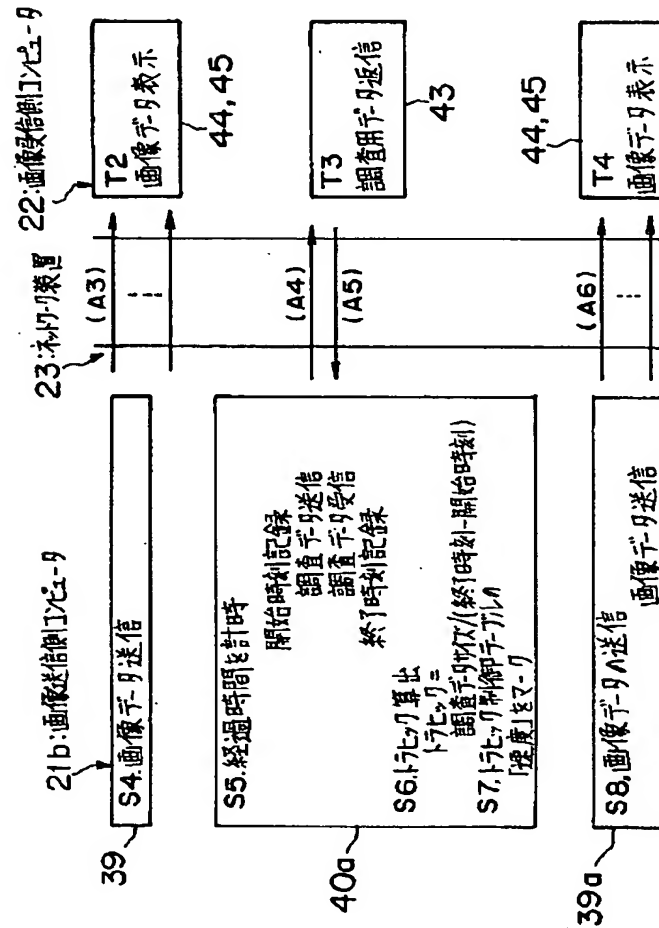 21b:画像送信側コンピュータ
23:ネットワーク装置
22:画像受信側コンピュータ
39
S4.画像データ送信
(A3)
T2
画像データ表示
44,45
40a
S5.経過時間を計時
開始時刻記録
調査データ送信
調査データ受信
終了時刻記録
S6.トラヒック算出
トラヒック=
調査データサイズ/(終了時刻-開始時刻)
S7.トラヒック制御テーブルの
「速度」をマーク
(A4)
(A5)
T3
調査用データ返信
43
39a
S8.画像データの送信
画像データ送信
(A6)
T4
画像データ表示
44,45